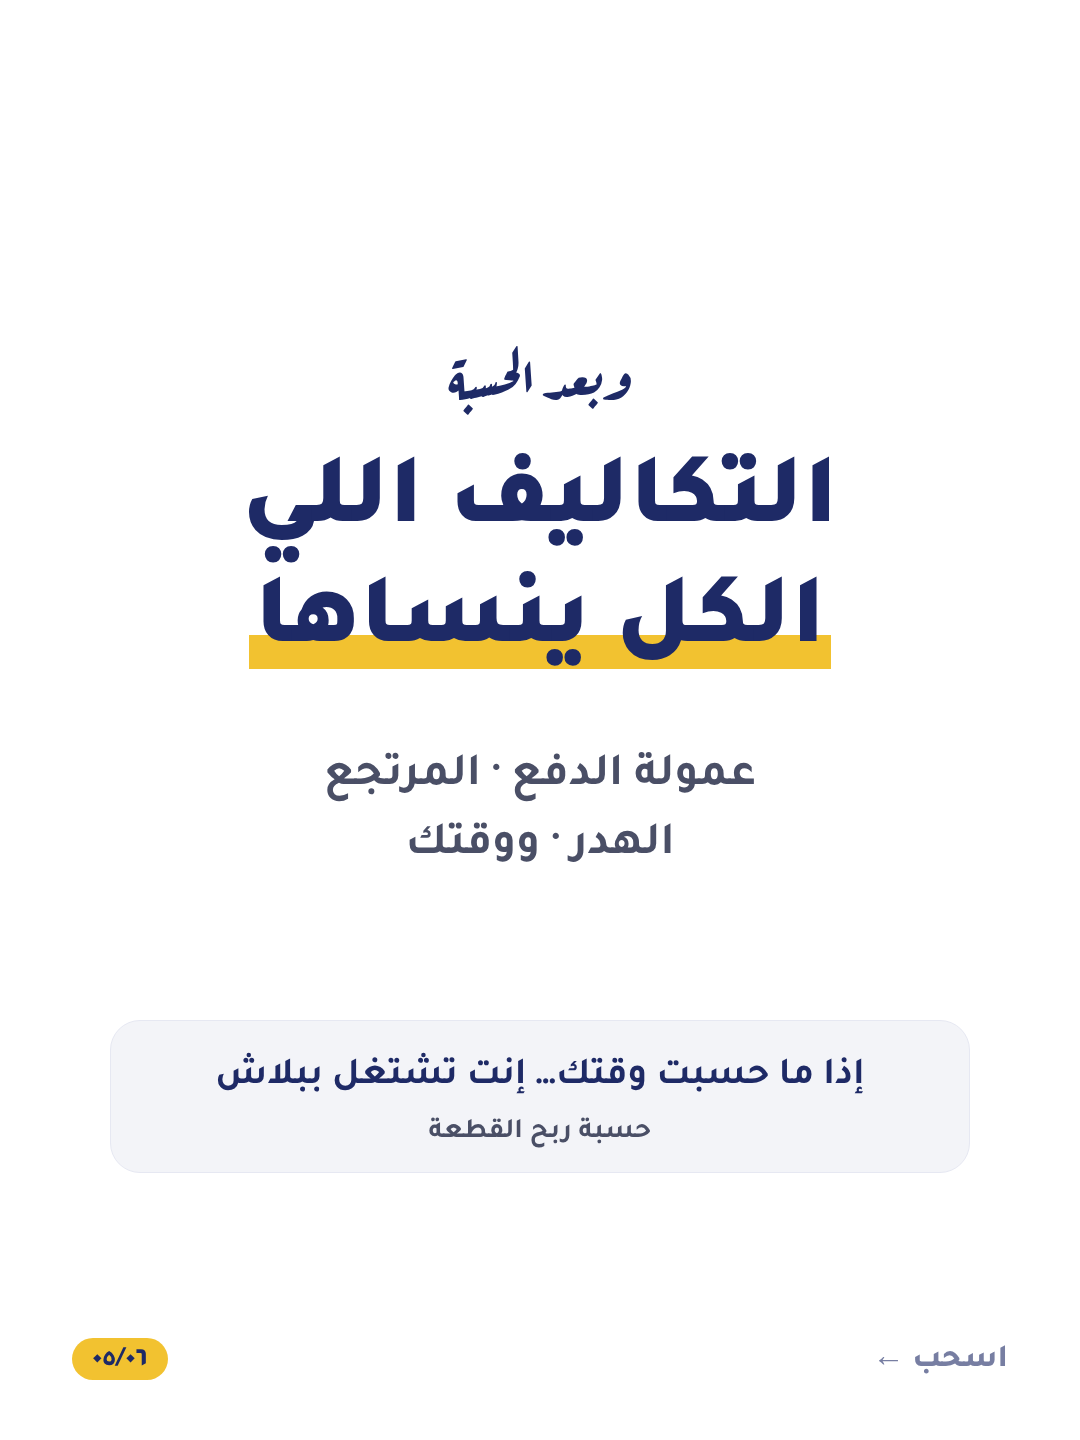 وبعد الحسبة
التكاليف اللي
الكل ينساها
عمولة الدفع · المرتجع
الهدر · ووقتك
إذا ما حسبت وقتك… إنت تشتغل ببلاش
حسبة ربح القطعة
اسحب ←
٠٥/٠٦